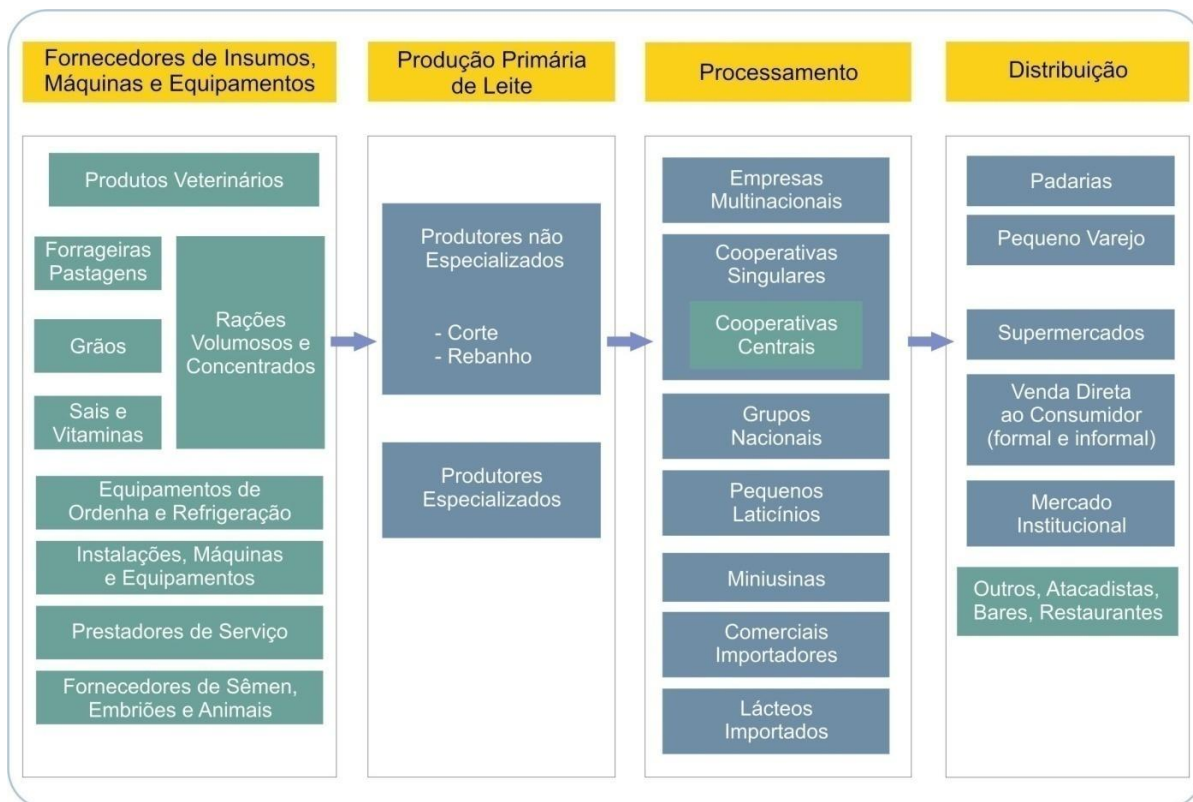 Fornecedores de Insumos,
Máquinas e Equipamentos
Produtos Veterinários
Forrageiras
Pastagens
Grãos
Sais e
Vitaminas
Rações
Volumosos e
Concentrados
Equipamentos de
Ordenha e Refrigeração
Instalações, Máquinas
e Equipamentos
Prestadores de Serviço
Fornecedores de Sêmen,
Embriões e Animais
Produção Primária
de Leite
Produtores não
Especializados
- Corte
- Rebanho
Produtores
Especializados
Processamento
Empresas
Multinacionais
Cooperativas
Singulares
Cooperativas
Centrais
Grupos
Nacionais
Pequenos
Laticínios
Miniusinas
Comerciais
Importadores
Lácteos
Importados
Distribuição
Padarias
Pequeno Varejo
Supermercados
Venda Direta
ao Consumidor
(formal e informal)
Mercado
Institucional
Outros, Atacadistas,
Bares, Restaurantes